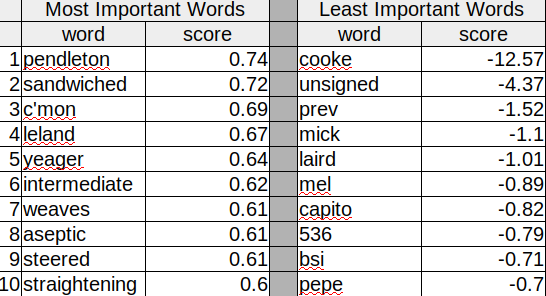 Most Important Words Least Important Words
word score word score
1 pendleton 0.74 cooke -12.57
2 sandwiched 0.72 unsigned -4.37
3 c'mon 0.69 prev -1.52
4 leland 0.67 mick -1.1
5 yeager 0.64 laird -1.01
6 intermediate 0.62 mel -0.89
7 weaves 0.61 capito -0.82
8 aseptic 0.61 536 -0.79
9 steered 0.61 bsi -0.71
10 straightening 0.6 pepe -0.7